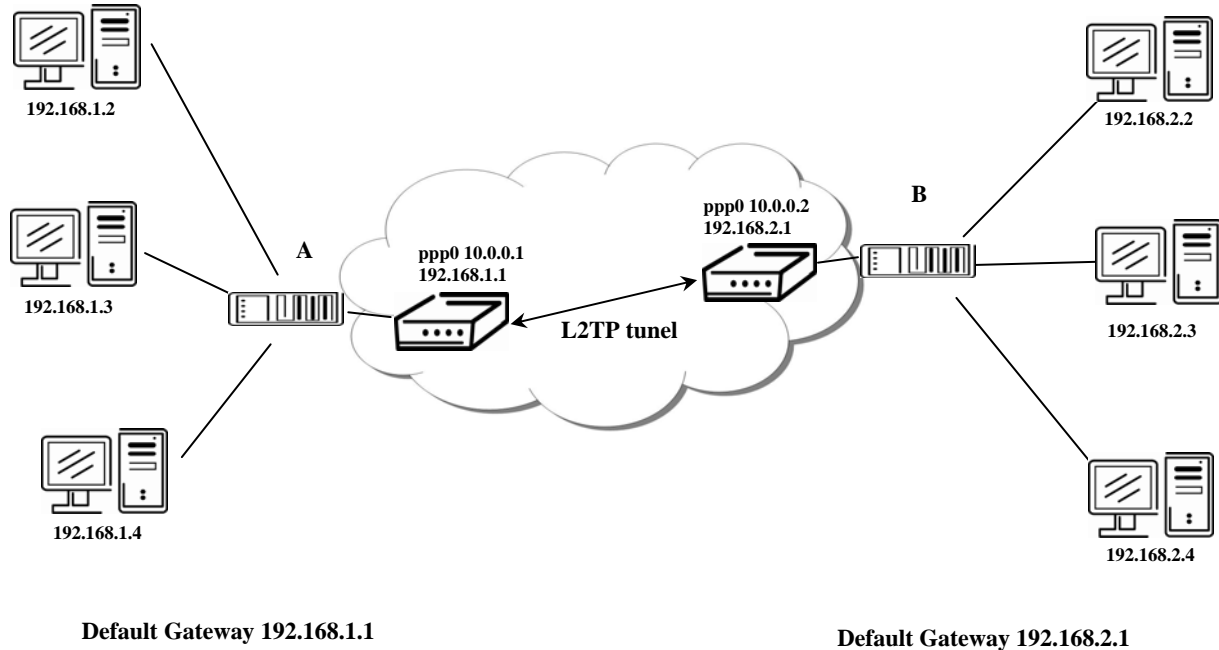 192.168.1.2
192.168.2.2
192.168.1.3
A
ppp0 10.0.0.1
192.168.1.1
ppp0 10.0.0.2
192.168.2.1
B
L2TP tunel
192.168.2.3
192.168.1.4
192.168.2.4
Default Gateway 192.168.1.1
Default Gateway 192.168.2.1